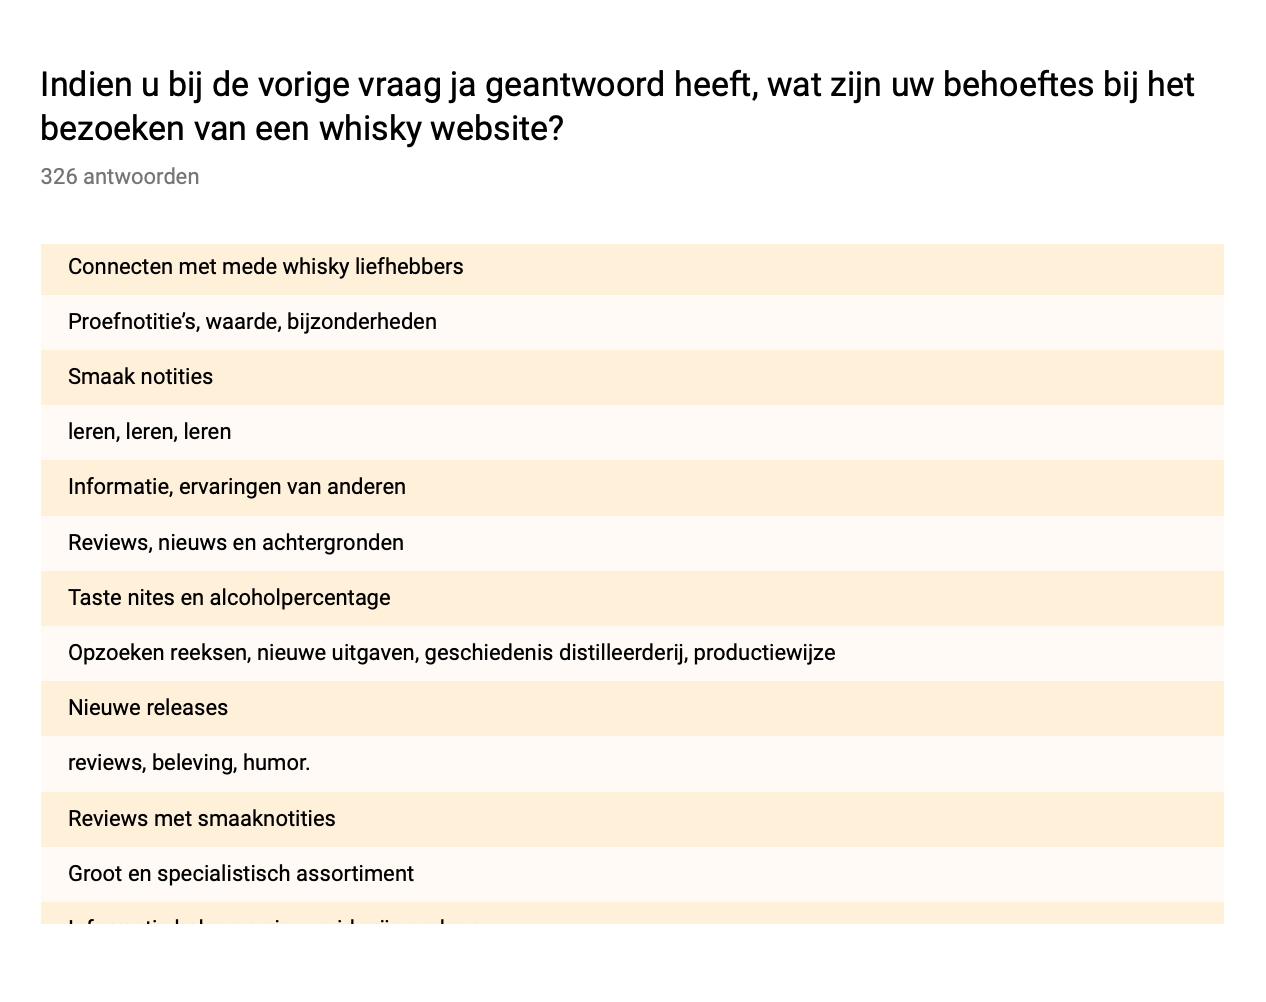 Indien u bij de vorige vraag ja geantwoord heeft, wat zijn uw behoeftes bij het
bezoeken van een whisky website?
326 antwoorden
Connecten met mede whisky liefhebbers
Proefnotitie’s, waarde, bijzonderheden
Smaak notities
leren, leren, leren
Informatie, ervaringen van anderen
Reviews, nieuws en achtergronden
Taste nites en alcoholpercentage
Opzoeken reeksen, nieuwe uitgaven, geschiedenis distilleerderij, productiewijze
Nieuwe releases
reviews, beleving, humor.
Reviews met smaaknotities
Groot en specialistisch assortiment